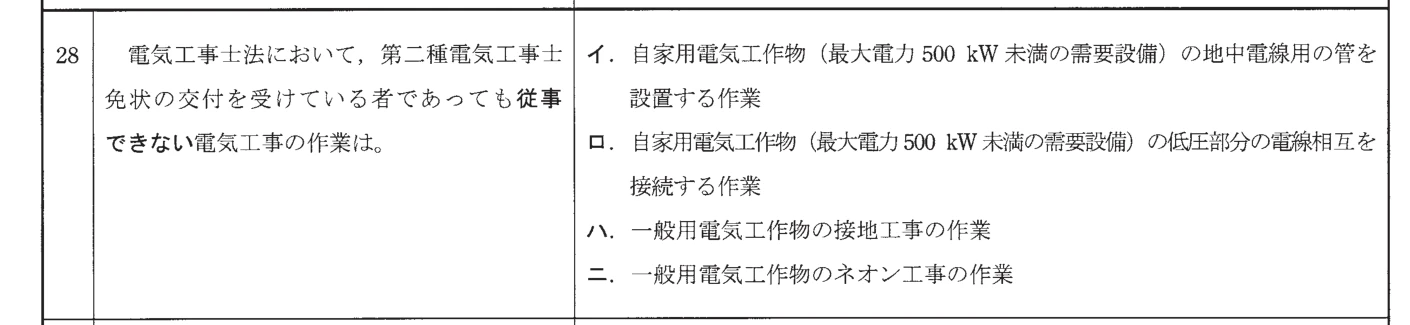 28
電気工事士法において，第二種電気工事士
免状の交付を受けている者であっても従事
できない電気工事の作業は。
イ．自家用電気工作物（最大電力 500 kW 未満の需要設備）の地中電線用の管を
設置する作業
ロ．自家用電気工作物（最大電力 500 kW 未満の需要設備）の低圧部分の電線相互を
接続する作業
ハ．一般用電気工作物の接地工事の作業
ニ．一般用電気工作物のネオン工事の作業